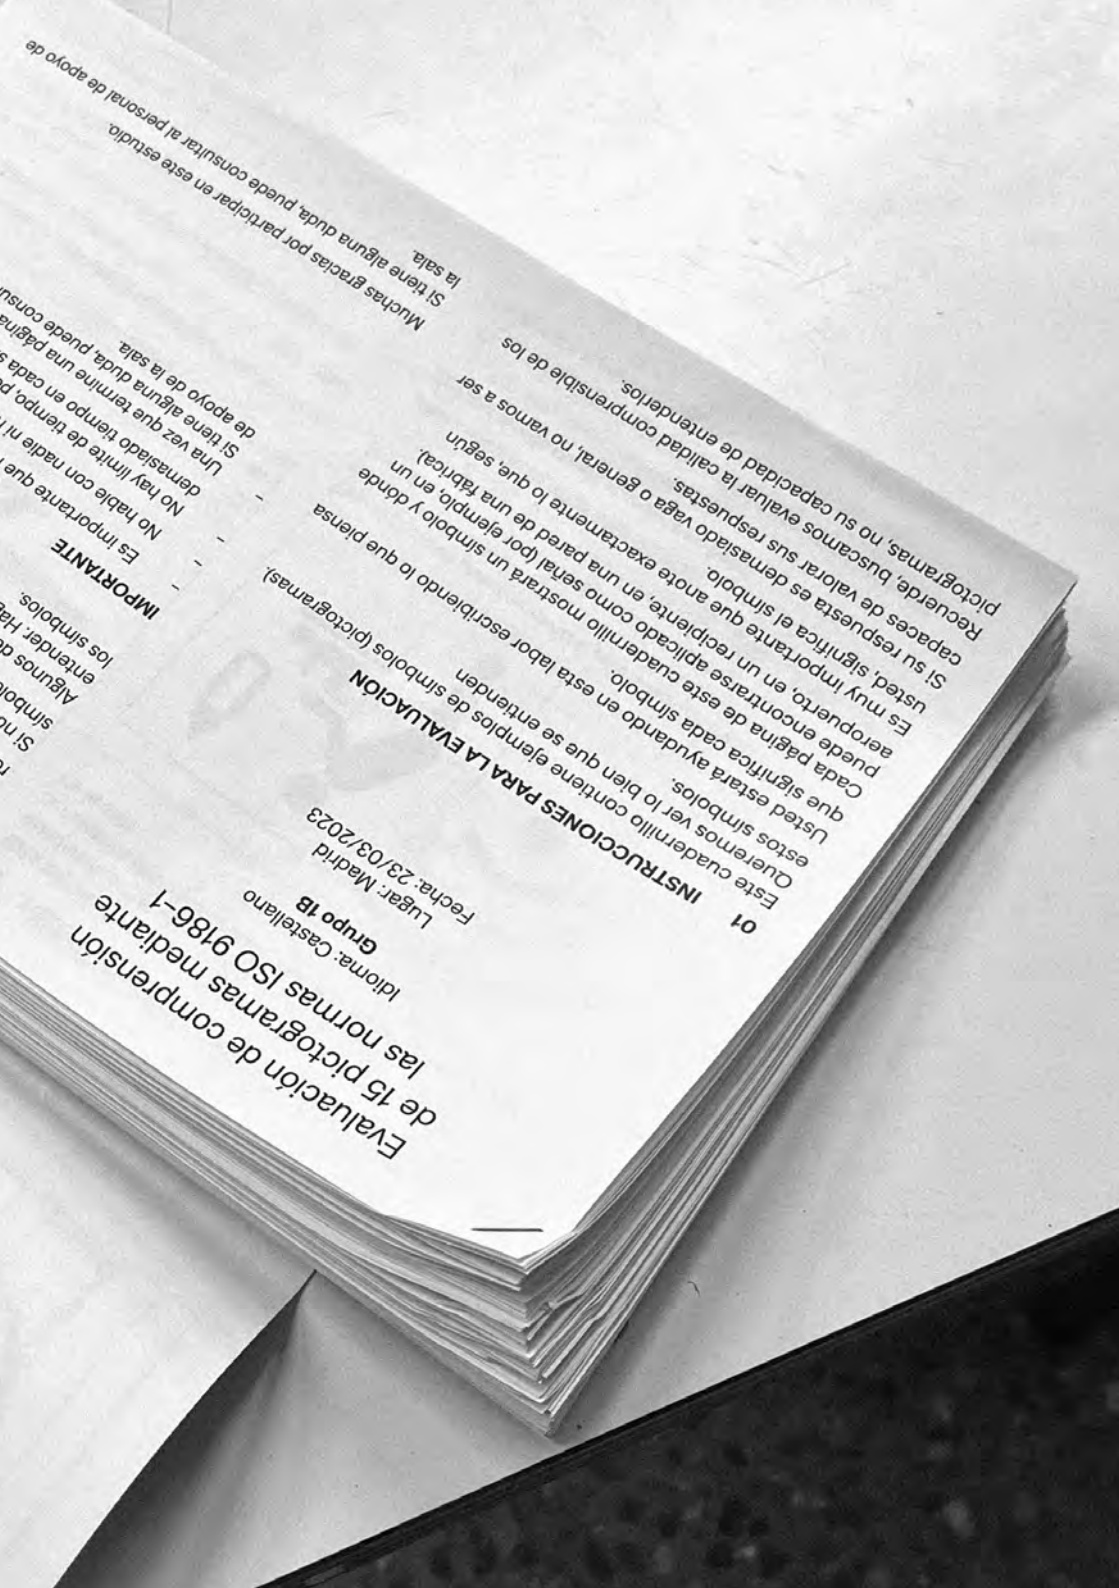 Evaluación de comprensión
de 15 pictogramas mediante
las normas ISO 9186-1
Idioma: Castellano
Grupo 1B
Lugar: Madrid
Fecha: 23/03/2023
01
INSTRUCCIONES PARA LA EVALUACIÓN
Este cuadernillo contiene ejemplos de símbolos (pictogramas).
Queremos ver lo bien que se entienden
estos símbolos.
Usted estará ayudando en esta labor escribiendo lo que piensa
que significa cada símbolo.
Cada página de este cuadernillo mostrará un símbolo y dónde
puede encontrarse aplicado como señal (por ejemplo, en un
aeropuerto, en un recipiente, en una pared de una fábrica).
Es muy importante que anote exactamente lo que, según
usted, significa el símbolo.
Si su respuesta es demasiado vaga o general, no vamos a ser
capaces de valorar sus respuestas.
Recuerde, buscamos evaluar la calidad comprensible de los
pictogramas, no su capacidad de entenderlos.
Si no
símbolo
Algunos de
entender. Hag
los símbolos.
IMPORTANTE
- Es importante que
- No hable con nadie ni
- No hay límite de tiempo, pe
demasiado tiempo en cada s
- Una vez que termine una página
Si tiene alguna duda, puede consul
de apoyo de la sala.
Muchas gracias por participar en este estudio.
Si tiene alguna duda, puede consultar al personal de apoyo de
la sala.